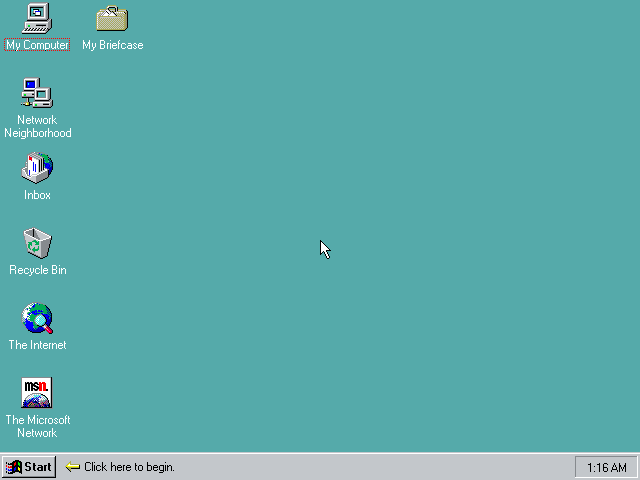 My Computer
My Briefcase
Network
Neighborhood
Inbox
Recycle Bin
The Internet
msn.
The Microsoft
Network
Start
Click here to begin.
1:16 AM